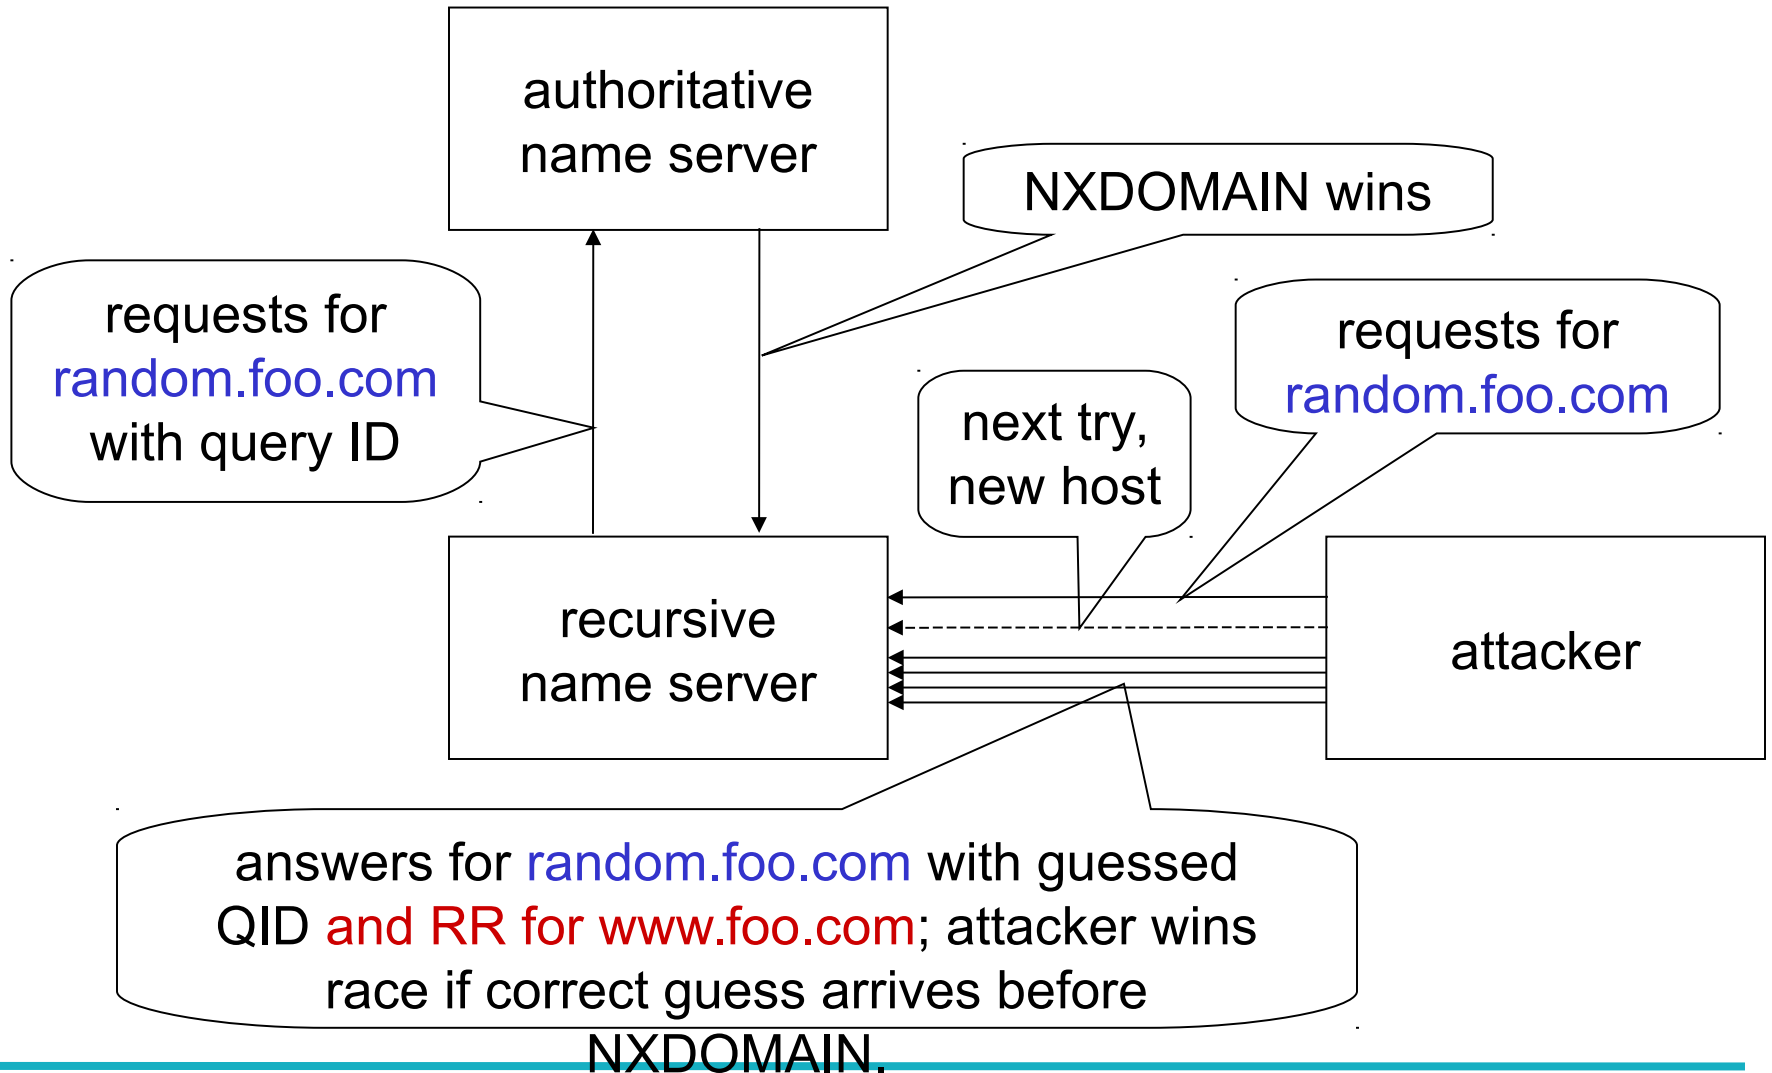 authoritative
name server
NXDOMAIN wins
requests for
random.foo.com
with query ID
requests for
random.foo.com
next try,
new host
recursive
name server
attacker
answers for random.foo.com with guessed
QID and RR for www.foo.com; attacker wins
race if correct guess arrives before
NXDOMAIN.